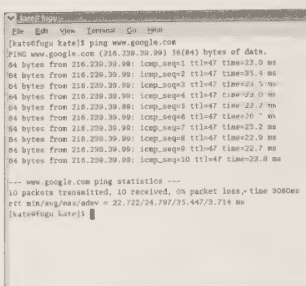 kate@fugu:~
File Edit View Terminal Go Help
[kate@fugu kate]$ ping www.google.com
PING www.google.com (216.239.39.99) 56(84) bytes of data.
64 bytes from 216.239.39.99: icmp_seq=1 ttl=47 time=23.0 ms
64 bytes from 216.239.39.99: icmp_seq=2 ttl=47 time=35.4 ms
64 bytes from 216.239.39.99: icmp_seq=3 ttl=47 ms
64 bytes from 216.239.39.99: icmp_seq=4 ttl=47 ms
64 bytes from 216.239.39.99: icmp_seq=5 ttl=47 ms
64 bytes from 216.239.39.99: icmp_seq=6 ttl=47 ms
64 bytes from 216.239.39.99: icmp_seq=7 ttl=47 time=23.2 ms
64 bytes from 216.239.39.99: icmp_seq=8 ttl=47 time=22.9 ms
64 bytes from 216.239.39.99: icmp_seq=9 ttl=47 time=22.7 ms
64 bytes from 216.239.39.99: icmp_seq=10 ttl=47 time=23.8 ms
--- www.google.com ping statistics ---
10 packets transmitted, 10 received, 0% packet loss, time 9080ms
rtt min/avg/max/mdev = 22.722/24.797/35.447/3.714 ms
[kate@fugu kate]$